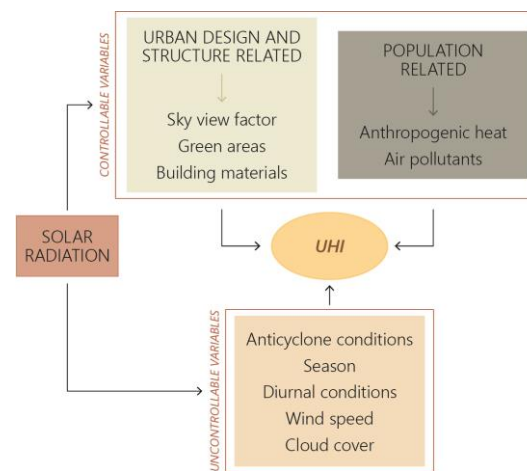 CONTROLLABLE VARIABLES
URBAN DESIGN AND
STRUCTURE RELATED
Sky view factor
Green areas
Building materials
POPULATION
RELATED
Anthropogenic heat
Air pollutants
SOLAR
RADIATION
UHI
UNCONTROLLABLE VARIABLES
Anticyclone conditions
Season
Diurnal conditions
Wind speed
Cloud cover